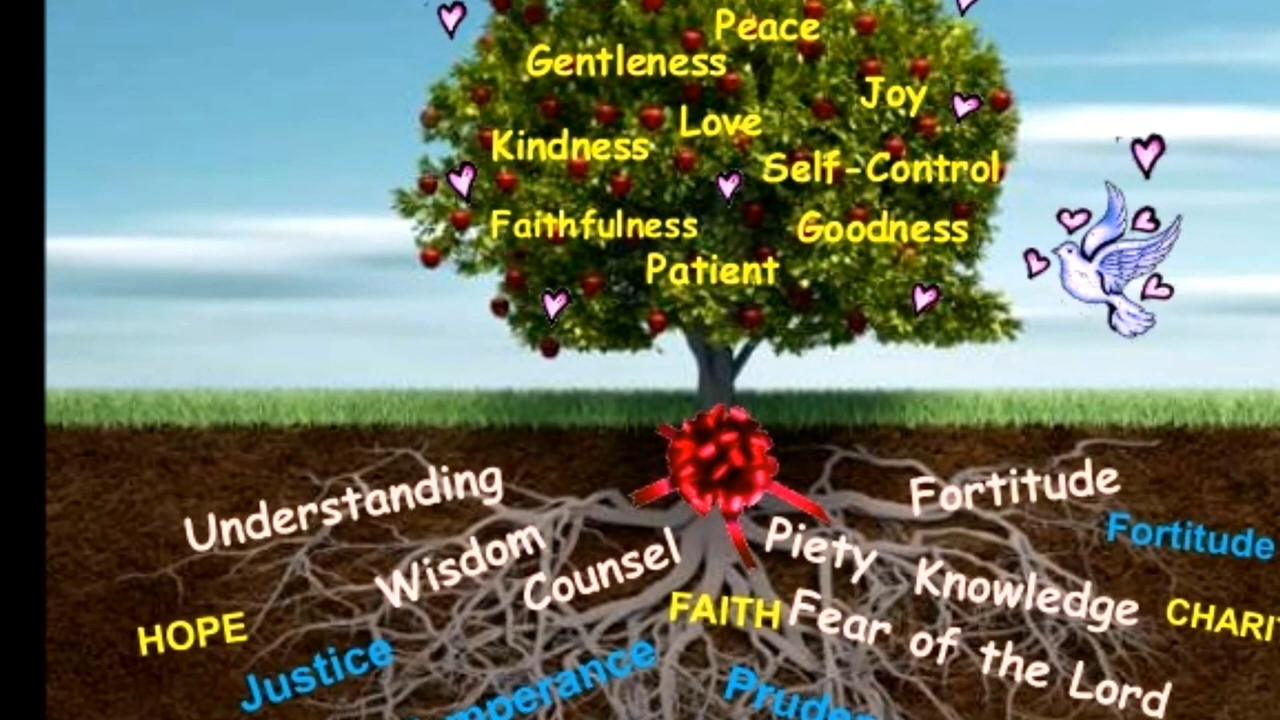 Peace
Gentleness
Joy
Love
Kindness
Self-Control
Faithfulness
Goodness
Patient
Understanding
Fortitude
Fortitude
Wisdom
Counsel
Piety
Knowledge
HOPE
FAITH
Fear of the Lord
Justice